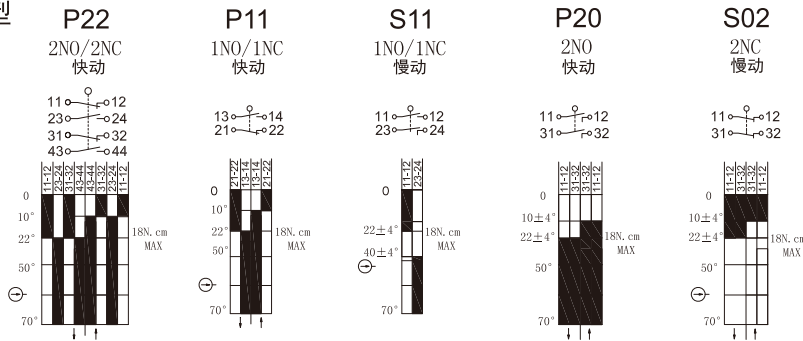 型
P22
2NO/2NC
快动
11 12
23 24
31 32
43 44
11-12 23-24 31-32 43-44 43-44 31-32 23-24 11-12
0
10°
22°
50°
70°
18N.cm
MAX
P11
1NO/1NC
快动
13 14
21 22
21-22 13-14 13-14 21-22
0
10°
22°
50°
70°
18N.cm
MAX
S11
1NO/1NC
慢动
11 12
23 24
11-12 23-24
0
22±4°
40±4°
70°
18N.cm
MAX
P20
2NO
快动
11 12
31 32
11-12 31-32 31-32 11-12
0
10±4°
22±4°
50°
70°
18N.cm
MAX
S02
2NC
慢动
11 12
31 32
11-12 31-32 31-32 11-12
0
10±4°
22±4°
50°
70°
18N.cm
MAX